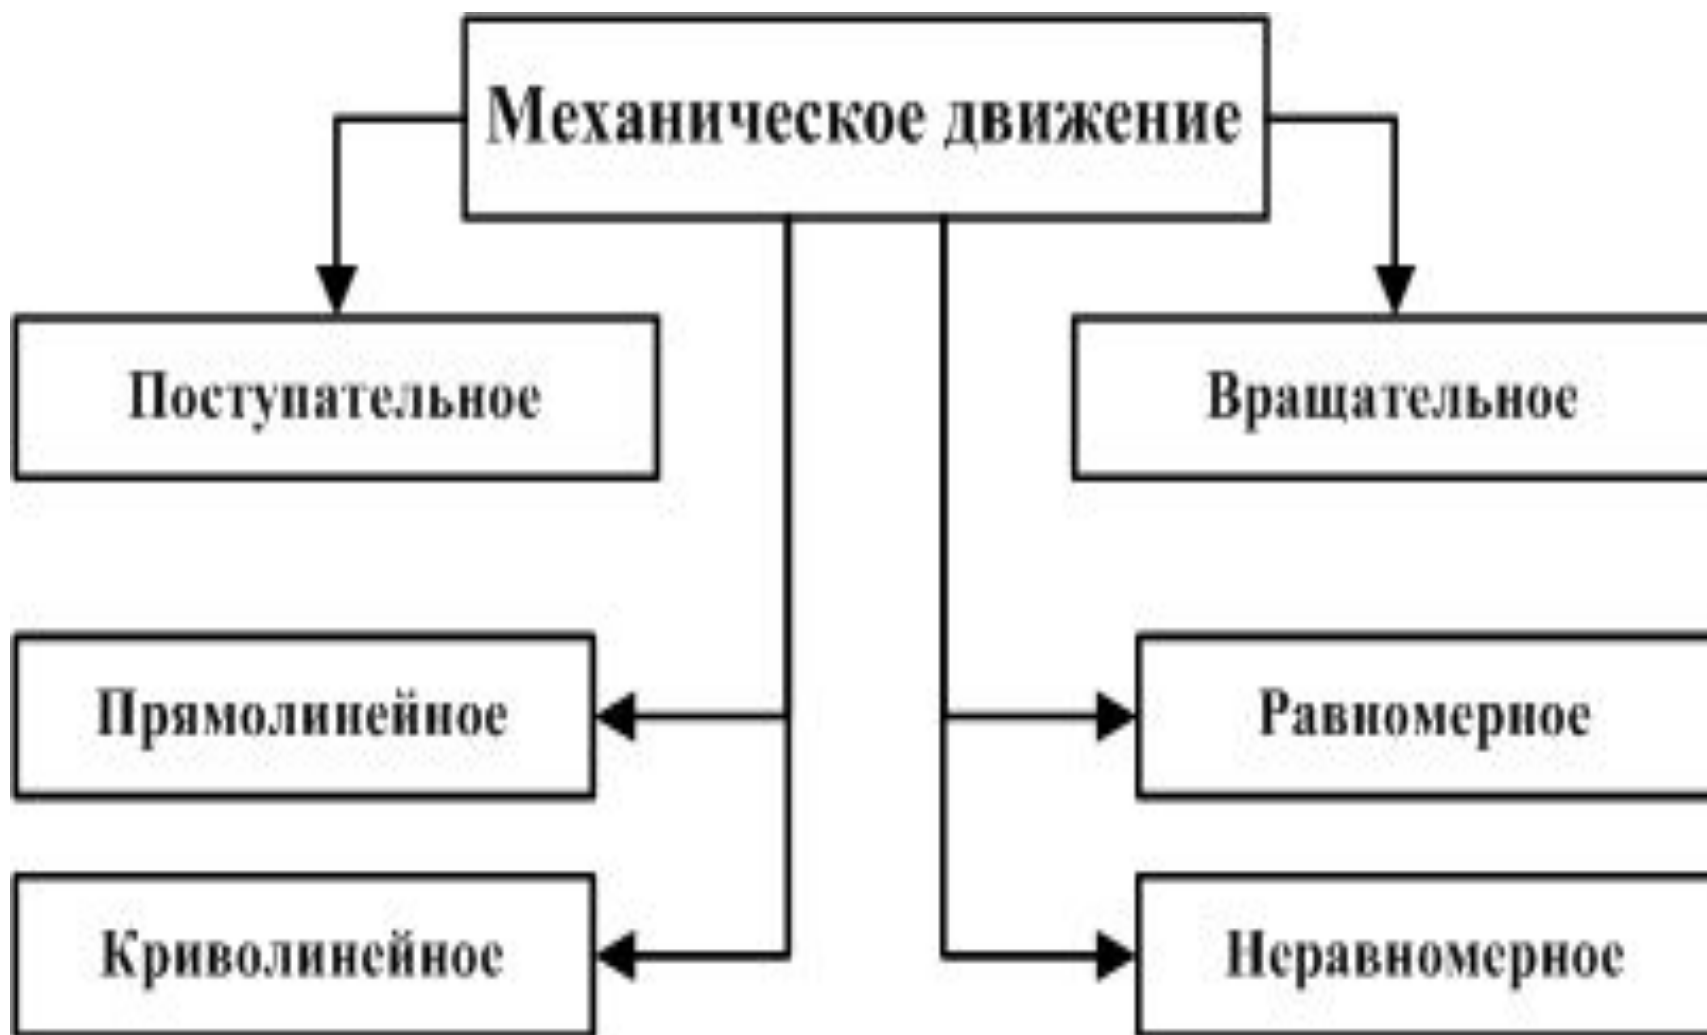 Механическое движение
Поступательное
Вращательное
Прямолинейное
Равномерное
Криволинейное
Неравномерное